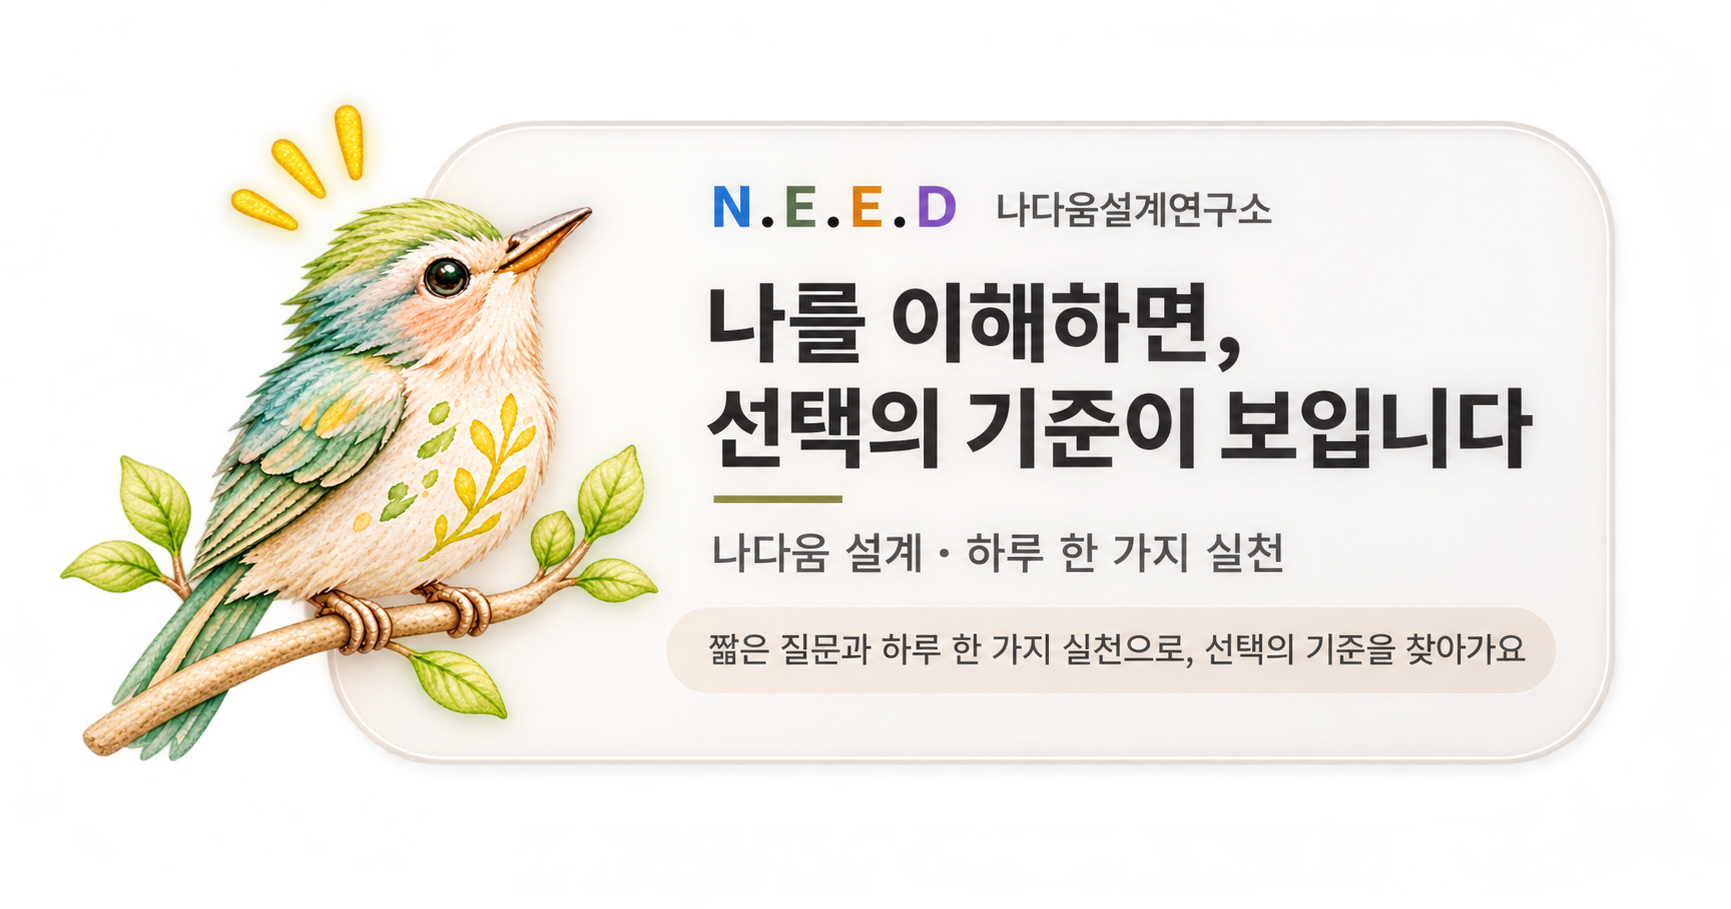 N.E.E.D 나다움설계연구소
나를 이해하면,
선택의 기준이 보입니다
나다움 설계 • 하루 한 가지 실천
짧은 질문과 하루 한 가지 실천으로, 선택의 기준을 찾아가요